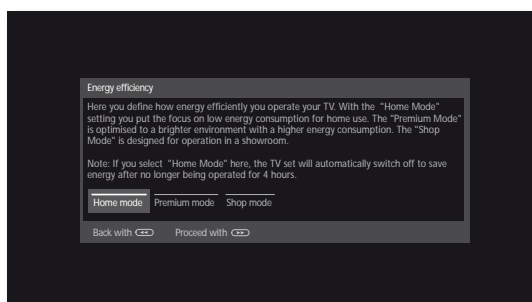 Energy efficiency
Here you define how energy efficiently you operate your TV. With the "Home Mode"
setting you put the focus on low energy consumption for home use. The "Premium Mode"
is optimised to a brighter environment with a higher energy consumption. The "Shop
Mode" is designed for operation in a showroom.
Note: If you select "Home Mode" here, the TV set will automatically switch off to save
energy after no longer being operated for 4 hours.
Home mode Premium mode Shop mode
Back with Proceed with